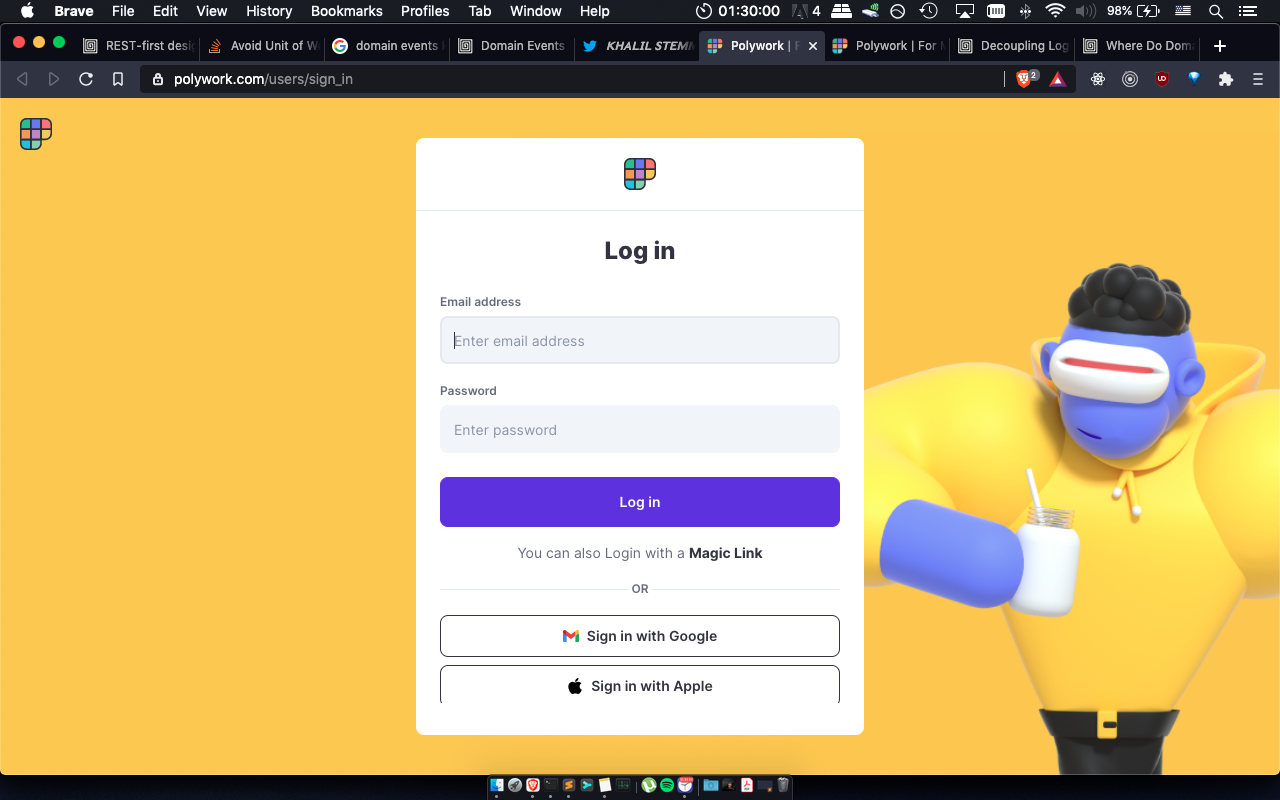 Brave File Edit View History Bookmarks Profiles Tab Window Help 01:30:00 4 98%
REST-first desi Avoid Unit of W domain events Domain Events KHALIL STEM Polywork | Polywork | For Decoupling Log Where Do Dom
polywork.com/users/sign_in 2
Log in
Email address
Enter email address
Password
Enter password
Log in
You can also Login with a Magic Link
OR
Sign in with Google
Sign in with Apple